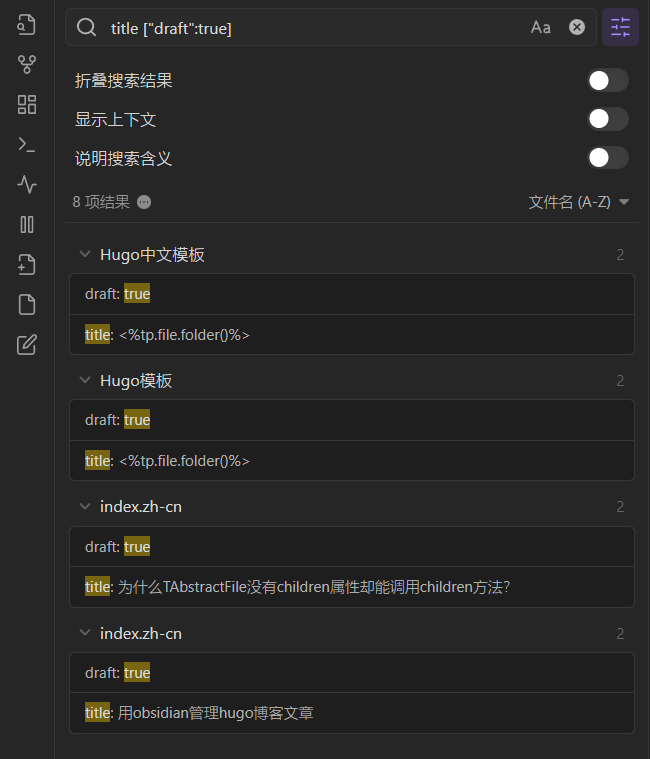 title ["draft":true]
Aa
折叠搜索结果
显示上下文
说明搜索含义
8 项结果
文件名 (A-Z)
Hugo中文模板
2
draft: true
title: <%tp.file.folder()%>
Hugo模板
2
draft: true
title: <%tp.file.folder()%>
index.zh-cn
2
draft: true
title: 为什么TAbstractFile没有children属性却能调用children方法?
index.zh-cn
2
draft: true
title: 用obsidian管理hugo博客文章